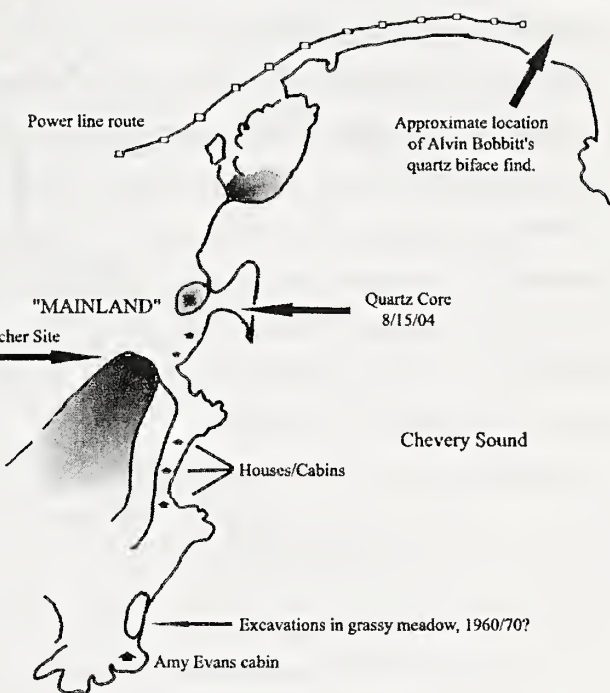 Power line route
Approximate location
of Alvin Bobbitt's
quartz biface find.
"MAINLAND"
Quartz Core
8/15/04
cher Site
Chevery Sound
Houses/Cabins
Excavations in grassy meadow, 1960/70?
Amy Evans cabin